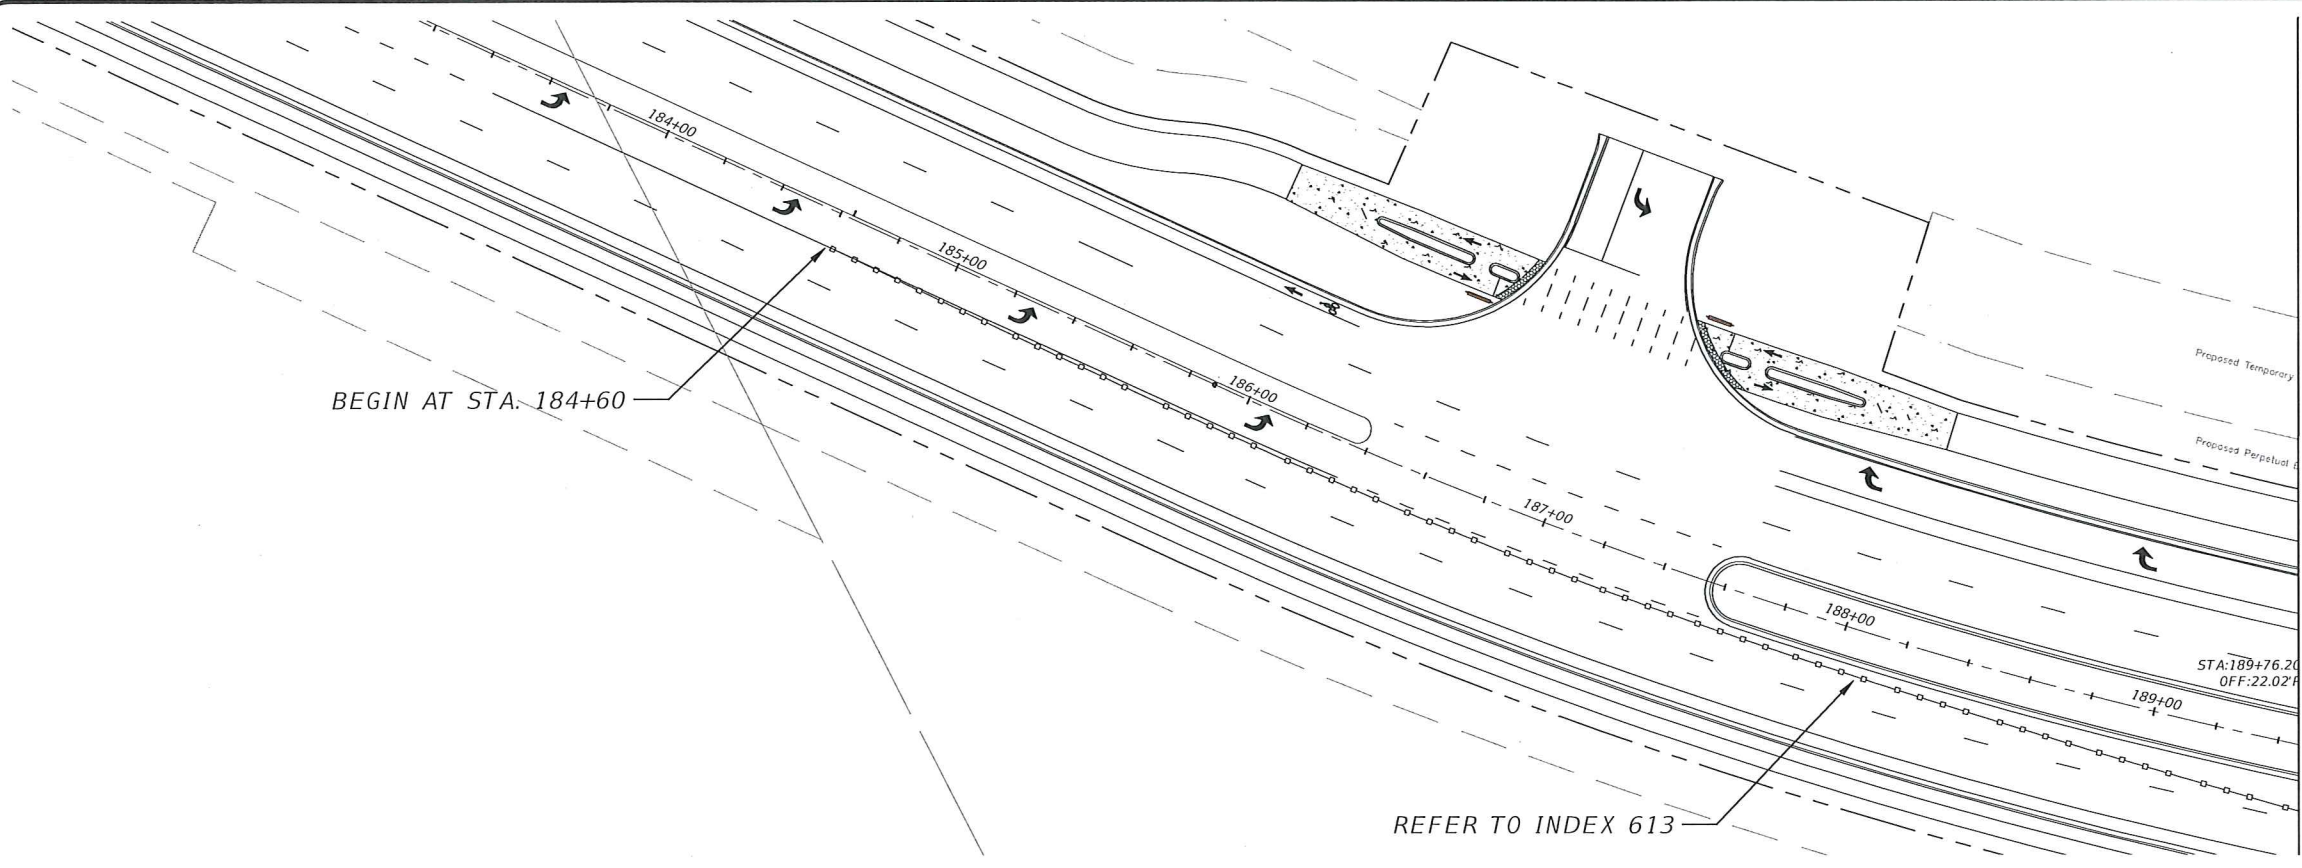 184+00
185+00
BEGIN AT STA. 184+60
186+00
Proposed Temporary
Proposed Perpetual
187+00
188+00
STA:189+76.20
OFF:22.02'
189+00
REFER TO INDEX 613